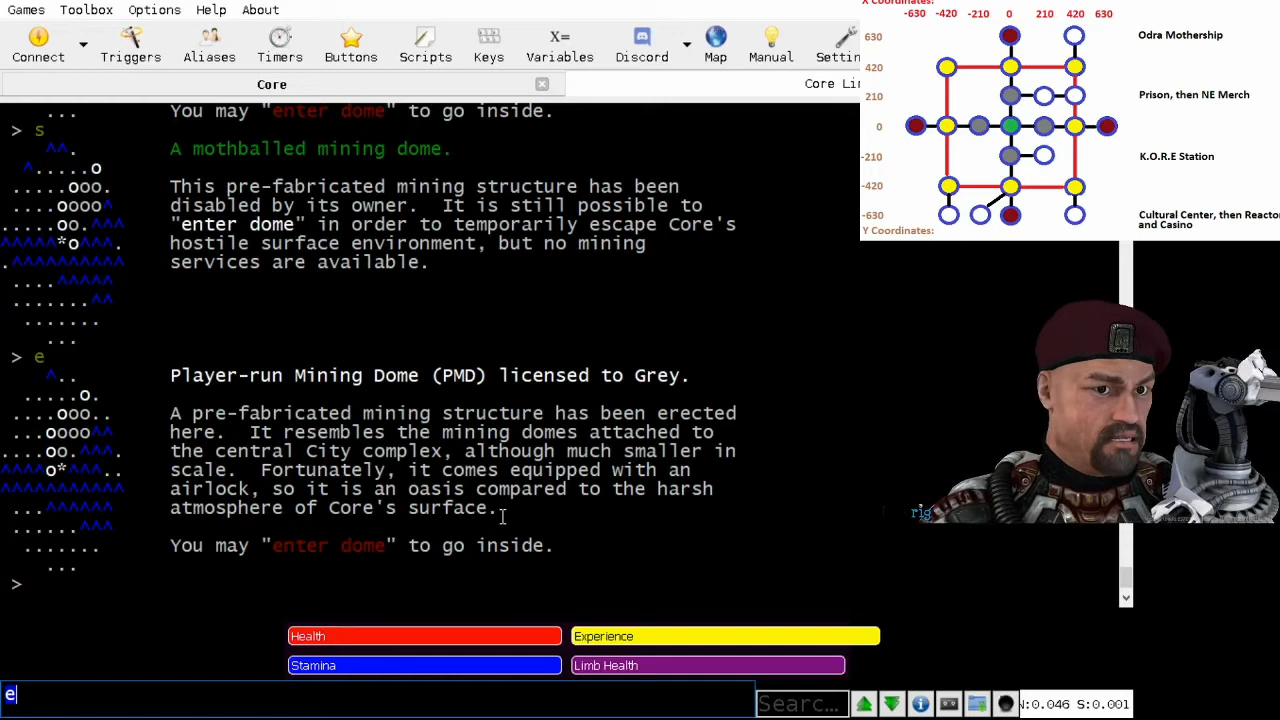 Games Toolbox Options Help About
Connect Triggers Aliases Timers Buttons Scripts Keys Variables Discord Map Manual
Core
... You may "enter dome" to go inside.
> s
^^. A mothballed mining dome.
^.....o
.....ooo. This pre-fabricated mining structure has been
....oooo^ disabled by its owner. It is still possible to
.....oo.^^^ "enter dome" in order to temporarily escape Core's
^^^^^*o^^^. hostile surface environment, but no mining
.^^^^^^^^^^ services are available.
....^^^^^
.......^^
.......
...
> e
^.. Player-run Mining Dome (PMD) licensed to Grey.
.....o.
....ooo.. A pre-fabricated mining structure has been erected
...oooo^^ here. It resembles the mining domes attached to
....oo.^^^. the central City complex, although much smaller in
^^^^o*^^^.. scale. Fortunately, it comes equipped with an
^^^^^^^^^^^ airlock, so it is an oasis compared to the harsh
...^^^^^^ atmosphere of Core's surface.
......^^^
....... You may "enter dome" to go inside.
...
>
Health Experience
Stamina Limb Health
e
Searc...
N:0.046 S:0.001
X Coordinates:
-630 -420 -210 0 210 420 630
630 Odra Mothership
420
210 Prison, then NE Merch
0
-210 K.O.R.E Station
-420
-630 Cultural Center, then
and Casino
Y Coordinates:
rig